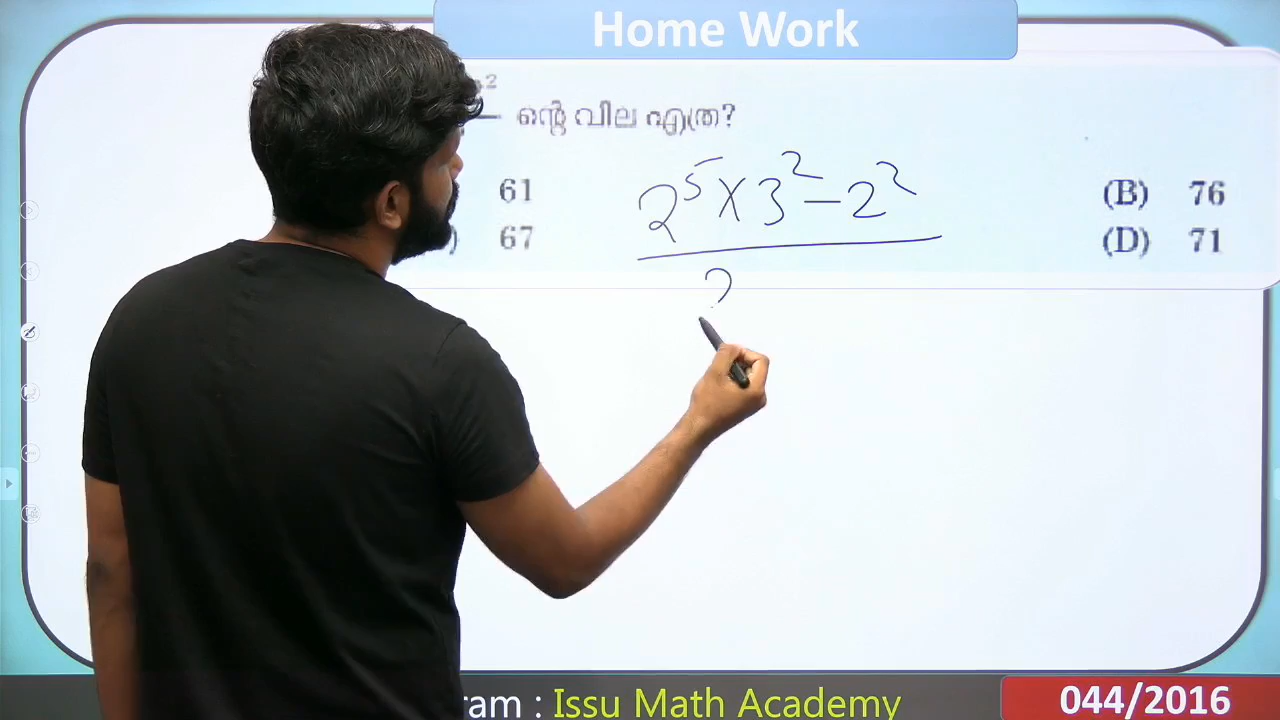 Home Work
ന്റെ വില എത്ര?
61
(B) 76
67
(D) 71
2⁵ X 3² – 2²
2
ram : Issu Math Academy
044/2016